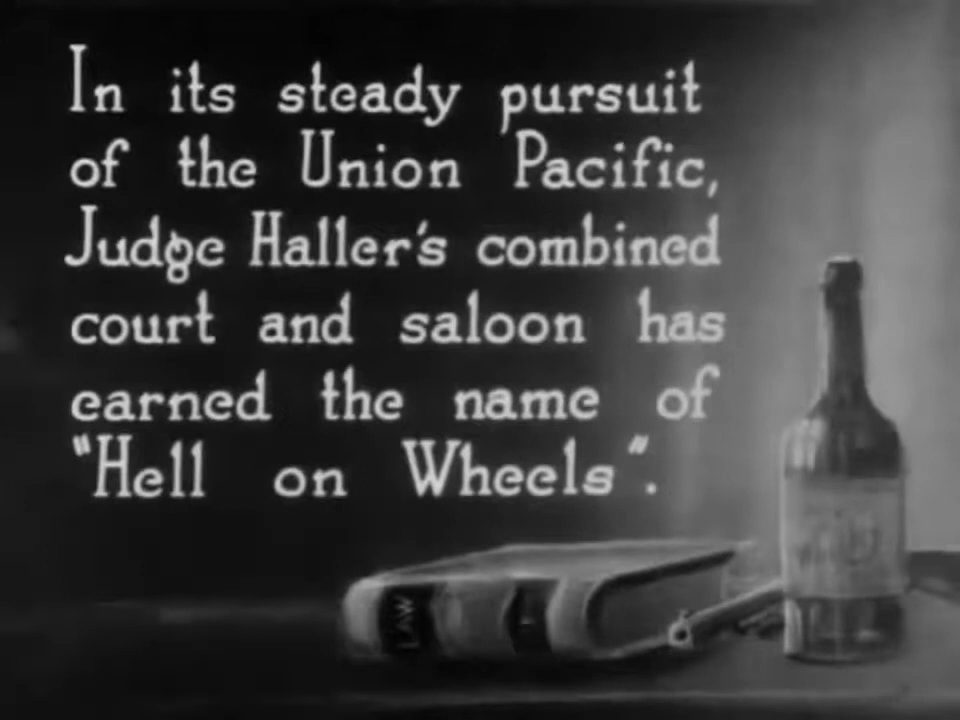 In its steady pursuit
of the Union Pacific,
Judge Haller's combined
court and saloon has
earned the name of
"Hell on Wheels".
LAW